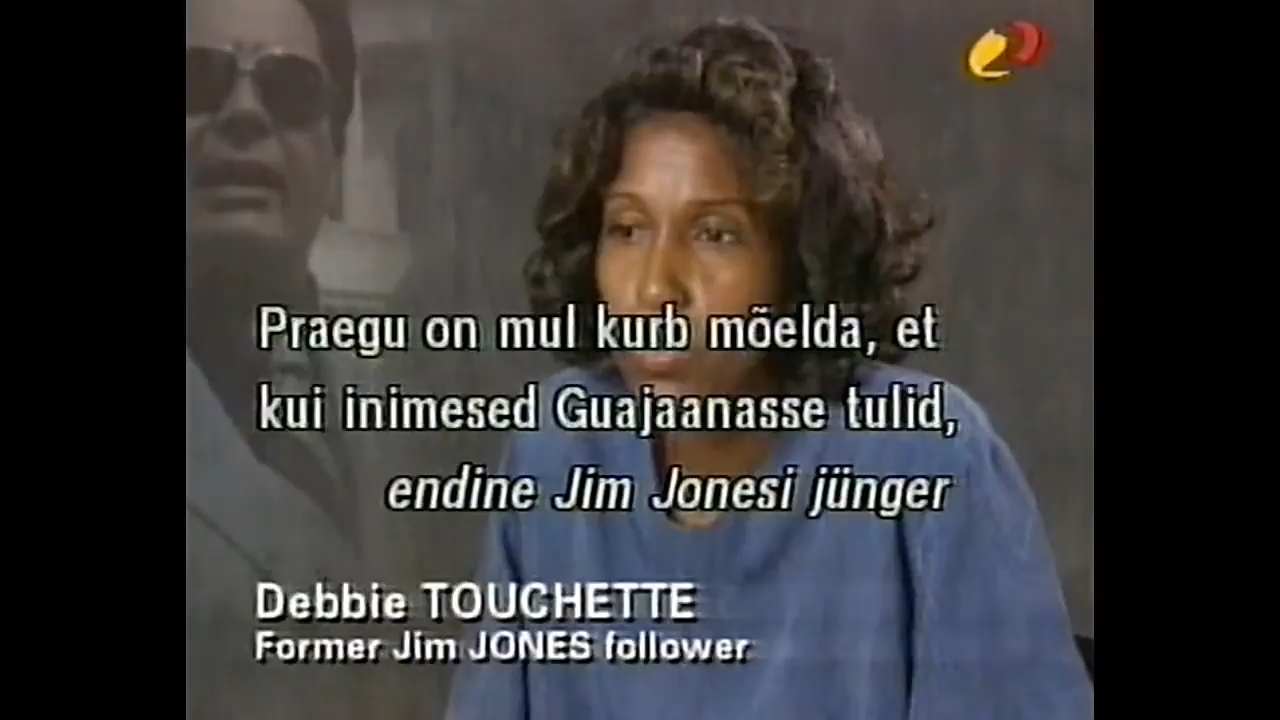 Praegu on mul kurb mõelda, et
kui inimesed Guajaanasse tulid,
endine Jim Jonesi jünger
Debbie TOUCHETTE
Former Jim JONES follower